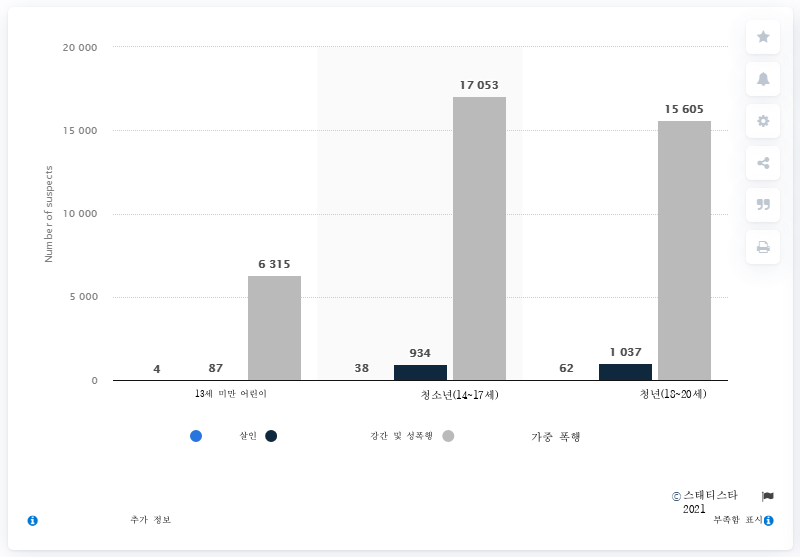 20 000
17 053
15 605
15 000
10 000
6 315
5 000
4
87
38
934
62
1 037
0
Number of suspects
13세 미만 어린이
청소년(14~17세)
청년(18~20세)
살인
강간 및 성폭행
가중 폭행
© 스태티스타
2021
추가 정보
부족함 표시